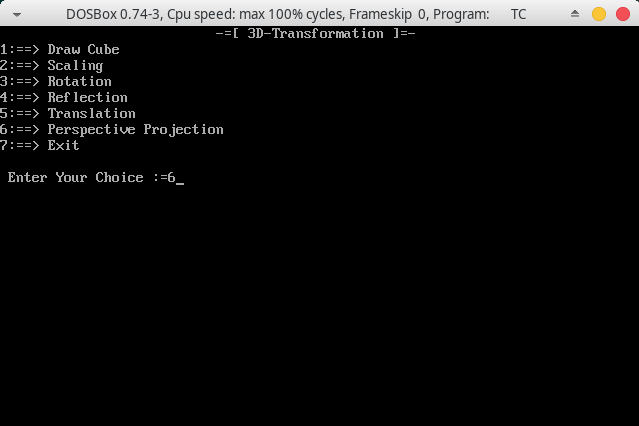 DOSBox 0.74-3, Cpu speed: max 100% cycles, Frameskip 0, Program: TC
-=[ 3D-Transformation ]=-
1:==> Draw Cube
2:==> Scaling
3:==> Rotation
4:==> Reflection
5:==> Translation
6:==> Perspective Projection
7:==> Exit
Enter Your Choice :=6_